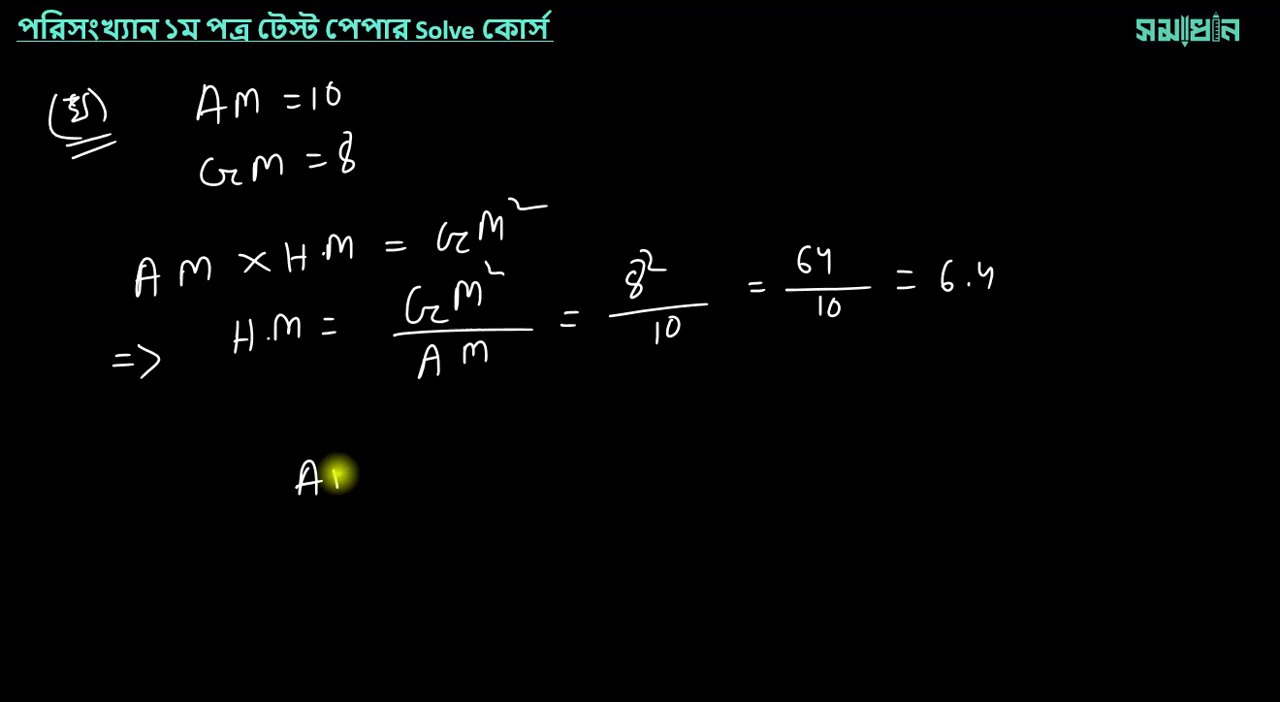 পরিসংখ্যান ১ম পত্র টেস্ট পেপার Solve কোর্স
সমাধান
(ঘ) AM = 10
GM = 8
AM × H.M = GM²
=> H.M = GM²/AM = 8²/10 = 64/10 = 6.4
A